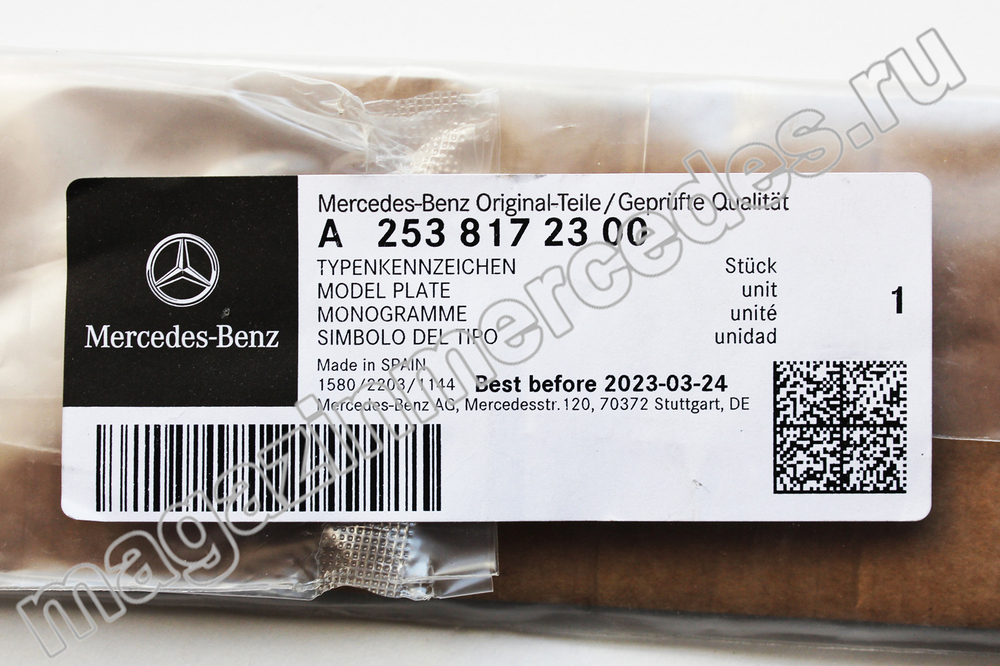 Mercedes-Benz Original-Teile/Geprüfte Qualität
A 253 817 23 00
TYPENKENNZEICHEN Stück
MODEL PLATE unit
MONOGRAMME unité
SIMBOLO DEL TIPO unidad
1
Mercedes-Benz
Made in SPAIN
1580/2203/1144 Best before 2023-03-24
Mercedes-Benz AG, Mercedesstr.120, 70372 Stuttgart, DE
magazinmercedes.ru